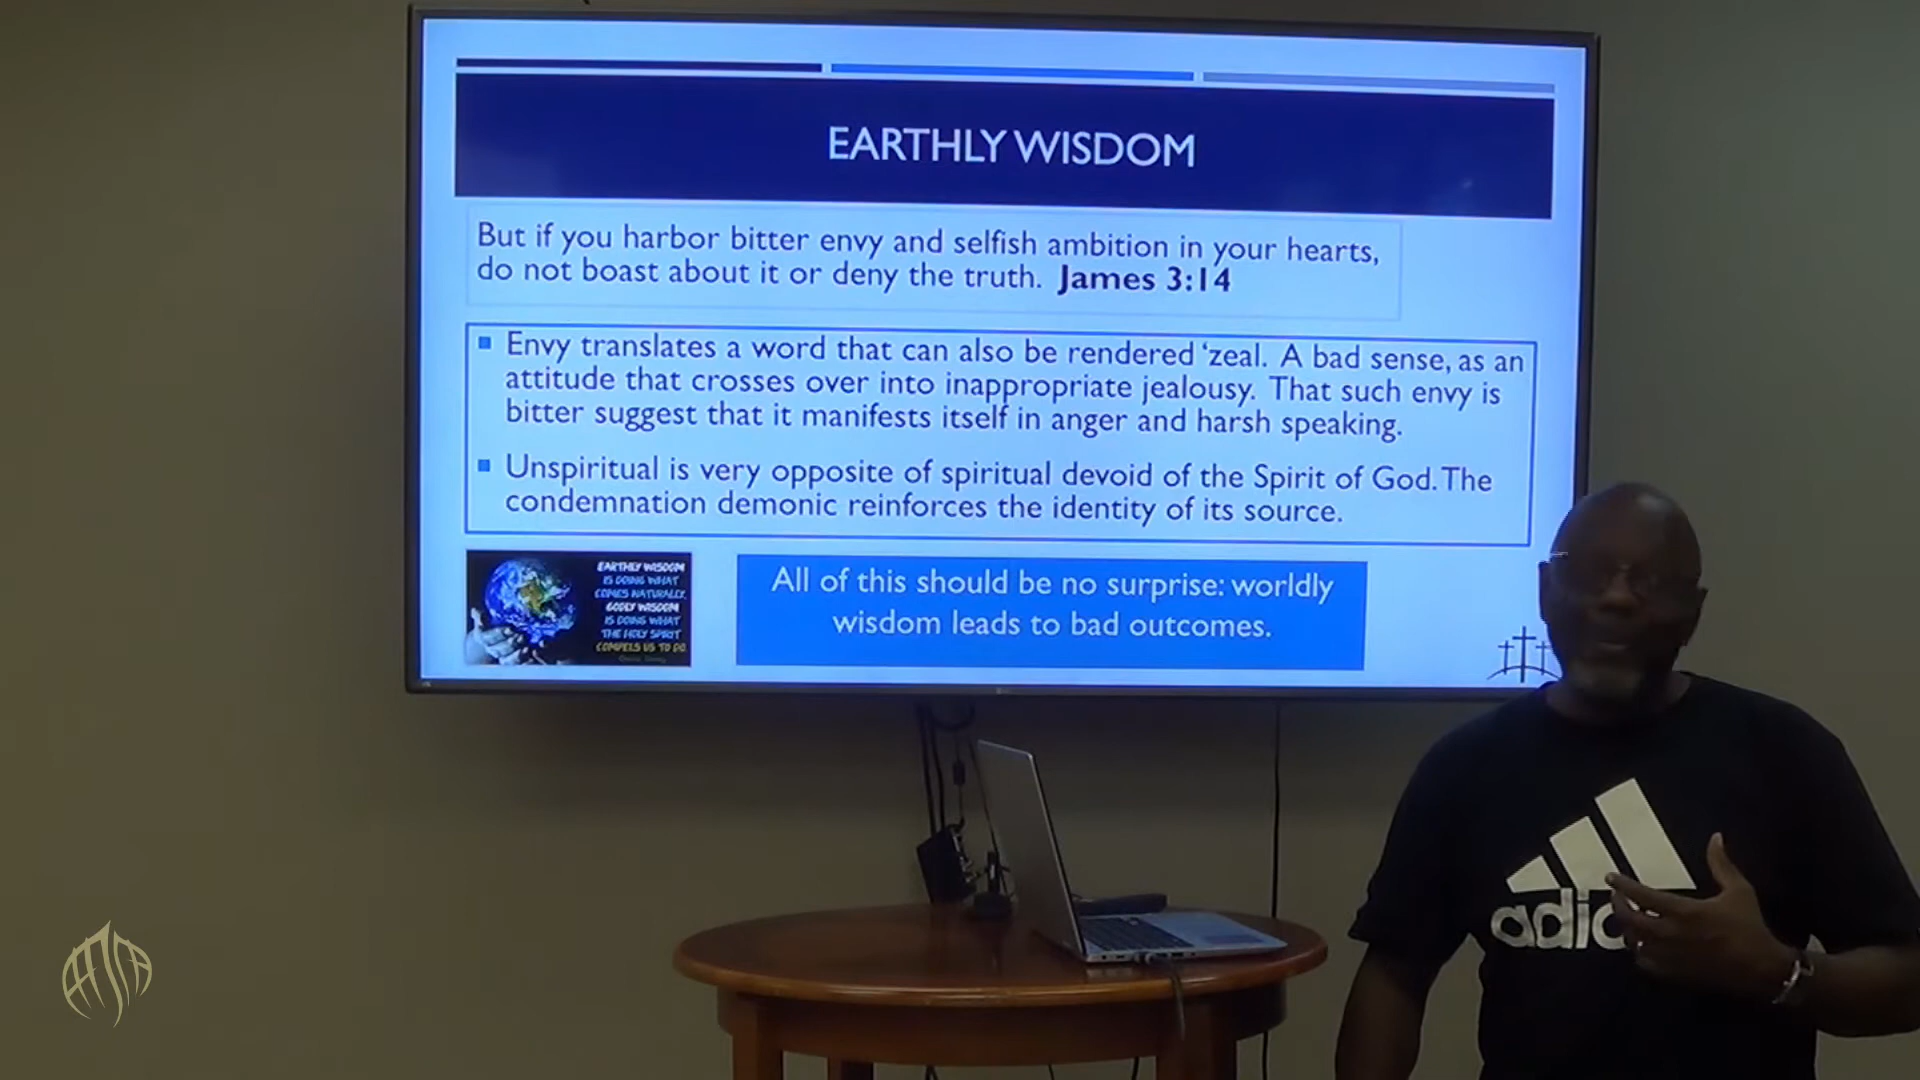 EARTHLY WISDOM
But if you harbor bitter envy and selfish ambition in your hearts,
do not boast about it or deny the truth. James 3:14
Envy translates a word that can also be rendered ‘zeal. A bad sense, as an
attitude that crosses over into inappropriate jealousy. That such envy is
bitter suggest that it manifests itself in anger and harsh speaking.
Unspiritual is very opposite of spiritual devoid of the Spirit of God. The
condemnation demonic reinforces the identity of its source.
EARTHLY WISDOM
IS DOING WHAT
COMES NATURALLY.
GODLY WISDOM
IS DOING WHAT
THE HOLY SPIRIT
COMPELS US TO DO.
All of this should be no surprise: worldly
wisdom leads to bad outcomes.
adic